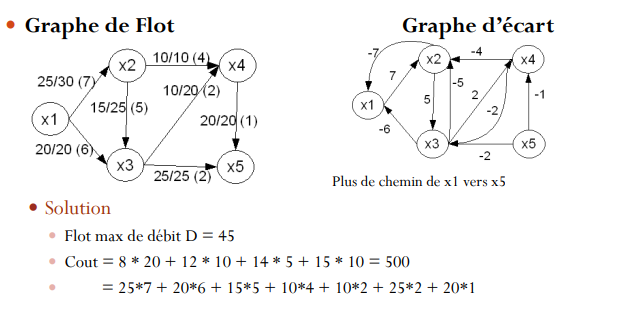 • Graphe de Flot
Graphe d’écart
x2
10/10 (4)
x4
25/30 (7)
10/20 (2)
15/25 (5)
x1
20/20 (1)
20/20 (6)
x3
25/25 (2)
x5
-7
x2
-4
x4
7
-5
x1
5
2
-1
-2
-6
x3
x5
-2
Plus de chemin de x1 vers x5
• Solution
• Flot max de débit D = 45
• Cout = 8 * 20 + 12 * 10 + 14 * 5 + 15 * 10 = 500
• = 25*7 + 20*6 + 15*5 + 10*4 + 10*2 + 25*2 + 20*1